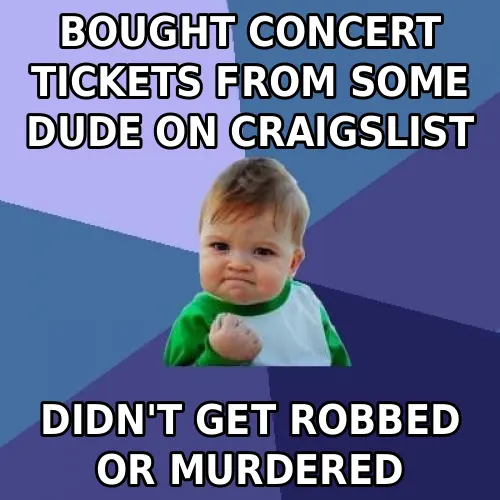 BOUGHT CONCERT
TICKETS FROM SOME
DUDE ON CRAIGSLIST
DIDN'T GET ROBBED
OR MURDERED